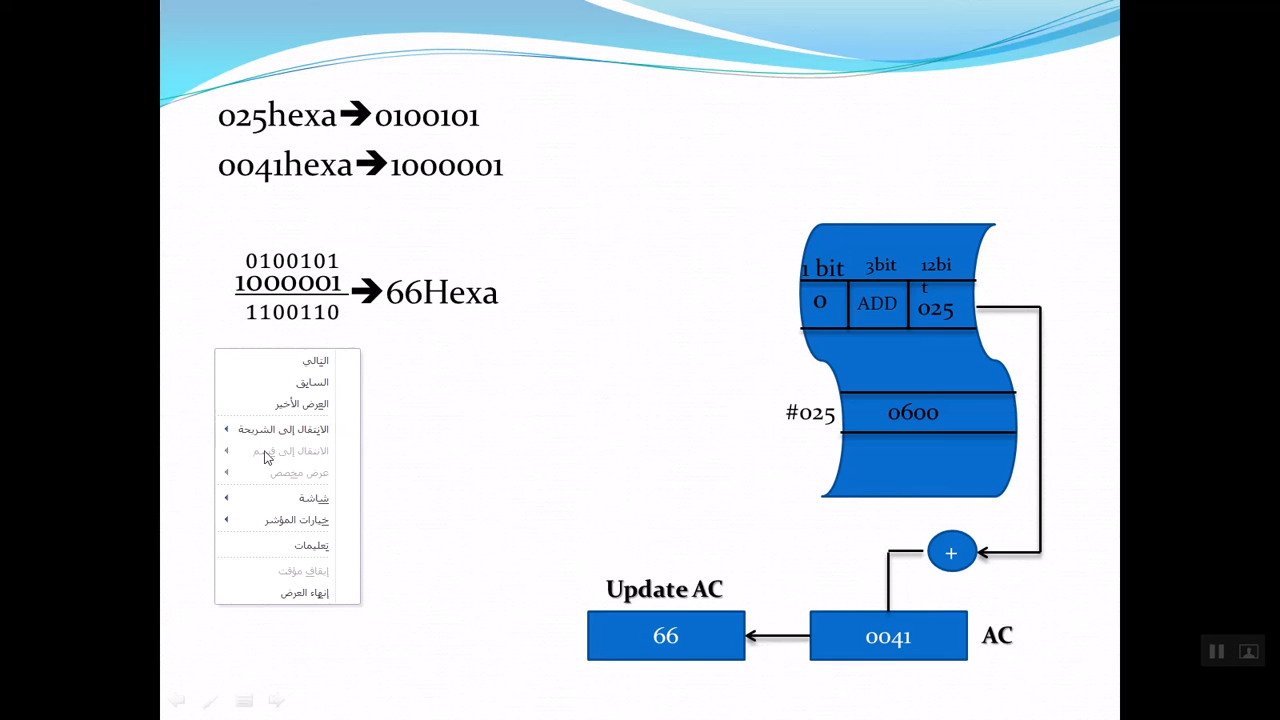 025hexa🡺0100101
0041hexa🡺1000001
0100101
1000001
1100110
🡺66Hexa
التالي
السابق
العرض الأخير
الانتقال إلى الشريحة
الانتقال إلى قسم
عرض مخصص
شاشة
خيارات المؤشر
تعليمات
إيقاف مؤقت
إنهاء العرض
1 bit 3bit 12bi
t
0 ADD 025
#025 0600
+
Update AC
66 0041 AC